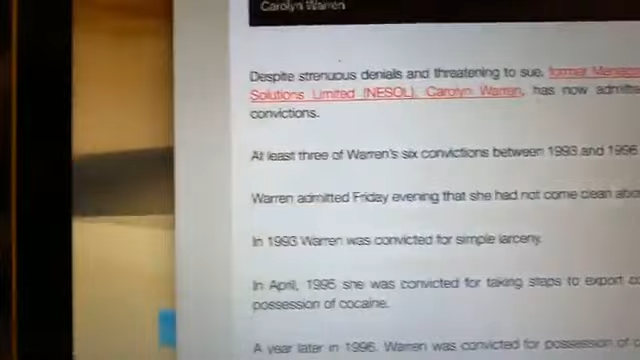 Carolyn Warren
Despite strenuous denials and threatening to sue, former
Solutions Limited (NESOL), Carolyn Warren, has now
convictions.
At least three of Warren's six convictions between 1993 and 1996
Warren admitted Friday evening that she had not come clean
In 1993 Warren was convicted for simple larceny.
In April, 1995 she was convicted for taking steps to export
possession of cocaine.
A year later in 1996, Warren was convicted for possession of